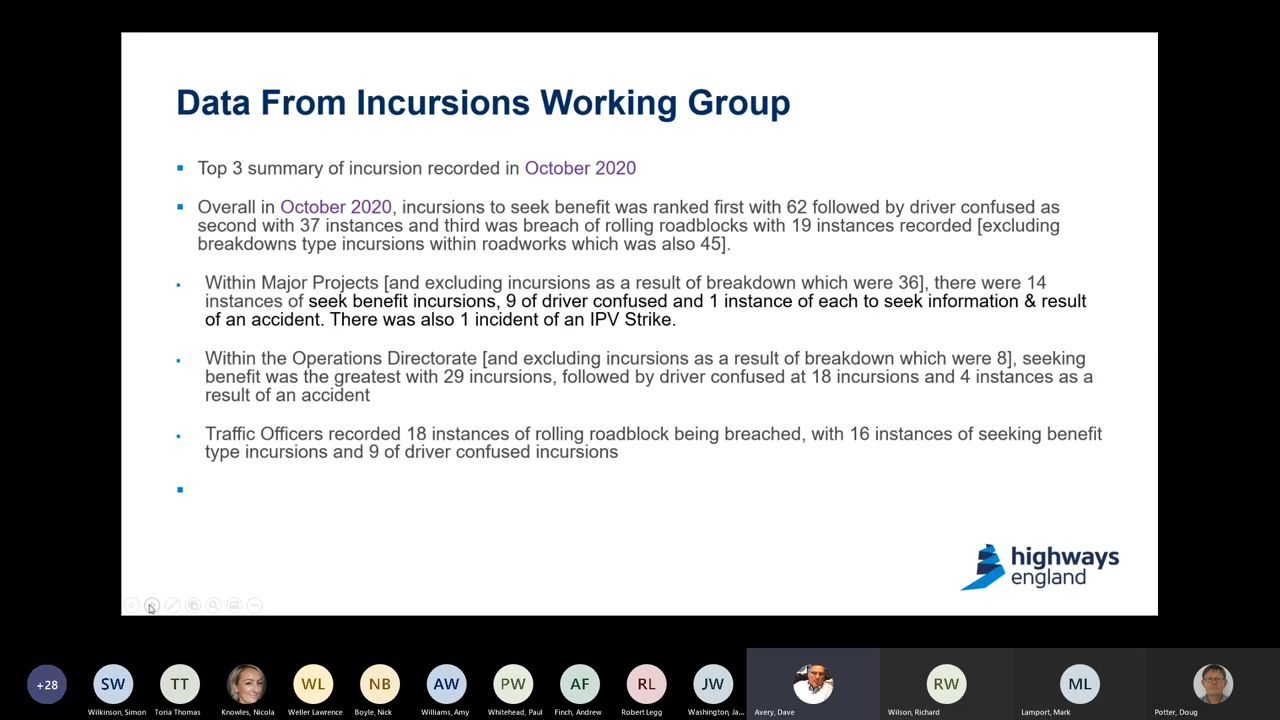 Data From Incursions Working Group
Top 3 summary of incursion recorded in October 2020
Overall in October 2020, incursions to seek benefit was ranked first with 62 followed by driver confused as
second with 37 instances and third was breach of rolling roadblocks with 19 instances recorded [excluding
breakdowns type incursions within roadworks which was also 45].
Within Major Projects [and excluding incursions as a result of breakdown which were 36], there were 14
instances of seek benefit incursions, 9 of driver confused and 1 instance of each to seek information & result
of an accident. There was also 1 incident of an IPV Strike.
Within the Operations Directorate [and excluding incursions as a result of breakdown which were 8], seeking
benefit was the greatest with 29 incursions, followed by driver confused at 18 incursions and 4 instances as a
result of an accident
Traffic Officers recorded 18 instances of rolling roadblock being breached, with 16 instances of seeking benefit
type incursions and 9 of driver confused incursions
highways
england
+28 SW TT WL NB AW PW AF RL JW RW ML
Wilkinson, Simon Toria Thomas Knowles, Nicola Weller Lawrence Boyle, Nick Williams, Amy Whitehead, Paul Finch, Andrew Robert Legg Washington, Ja... Avery, Dave Wilson, Richard Lamport, Mark Potter, Doug